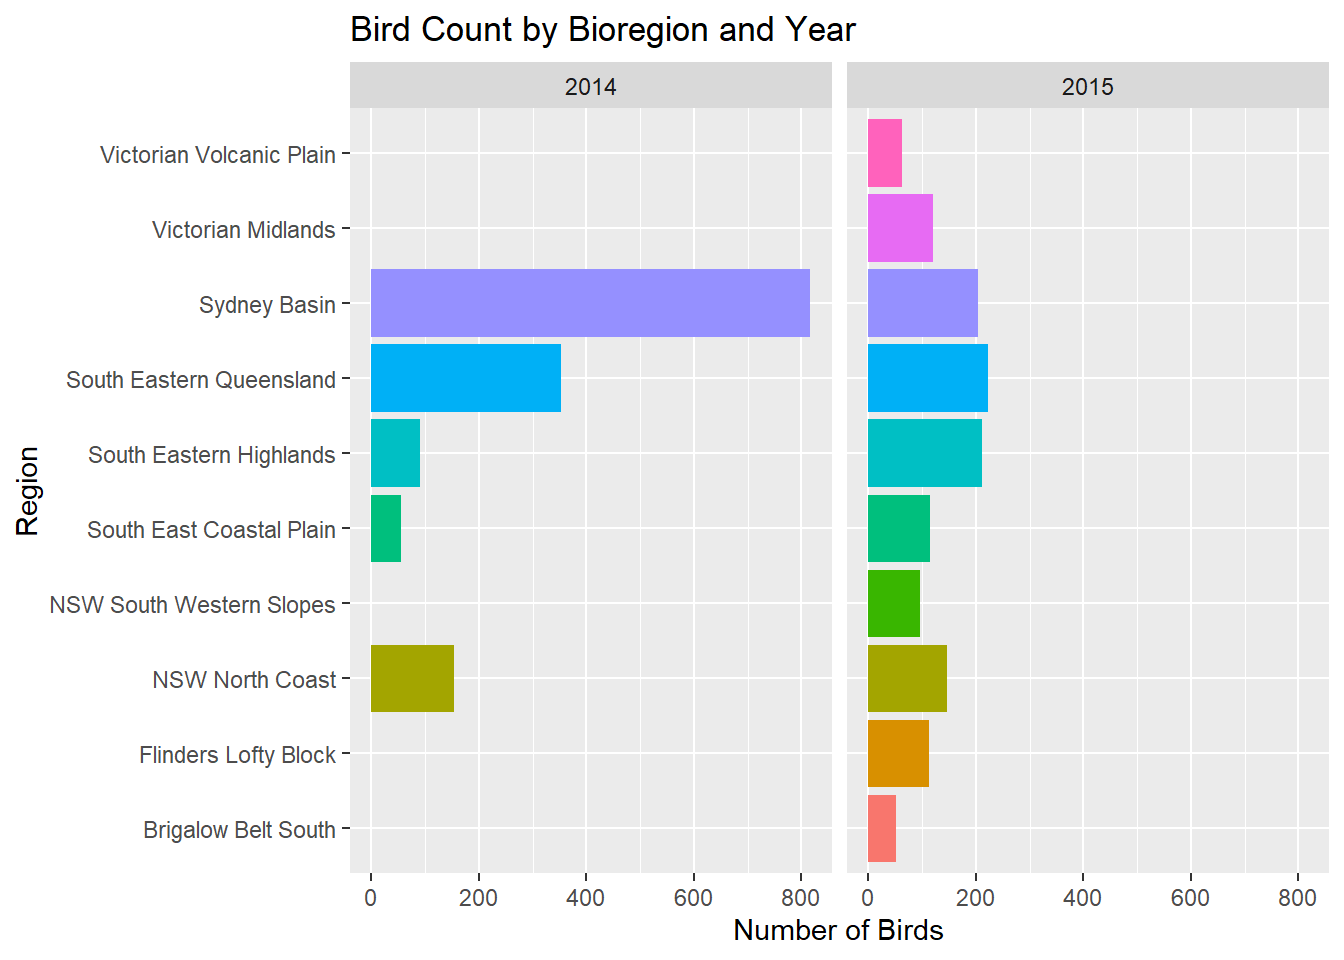 Bird Count by Bioregion and Year
2014 2015
Victorian Volcanic Plain
Victorian Midlands
Sydney Basin
South Eastern Queensland
South Eastern Highlands
South East Coastal Plain
NSW South Western Slopes
NSW North Coast
Flinders Lofty Block
Brigalow Belt South
Region
0 200 400 600 800 0 200 400 600 800
Number of Birds